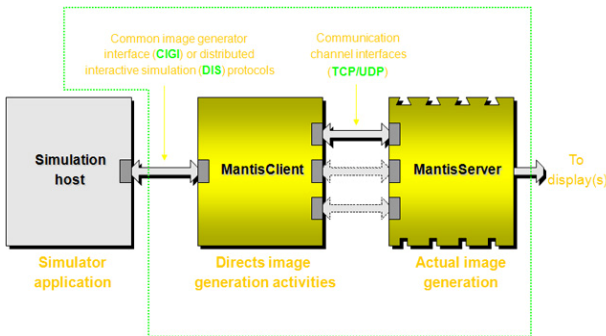 Common image generator
interface (CIGI) or distributed
interactive simulation (DIS) protocols
Communication
channel interfaces
(TCP/UDP)
Simulation
host
MantisClient
MantisServer
To
display(s)
Simulator
application
Directs image
generation activities
Actual image
generation